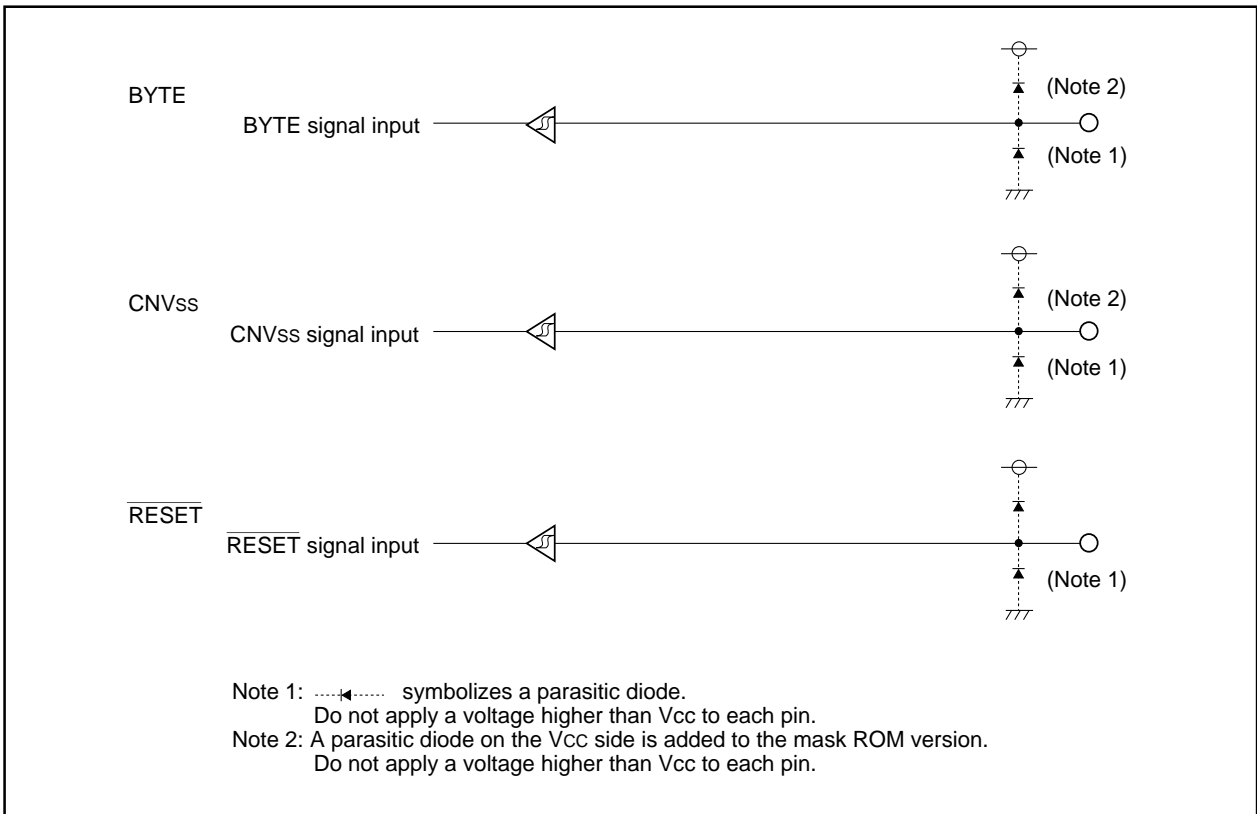 BYTE
BYTE signal input
(Note 2)
(Note 1)
CNVss
CNVss signal input
(Note 2)
(Note 1)
RESET
RESET signal input
(Note 1)
Note 1: symbolizes a parasitic diode.
Do not apply a voltage higher than Vcc to each pin.
Note 2: A parasitic diode on the VCC side is added to the mask ROM version.
Do not apply a voltage higher than Vcc to each pin.